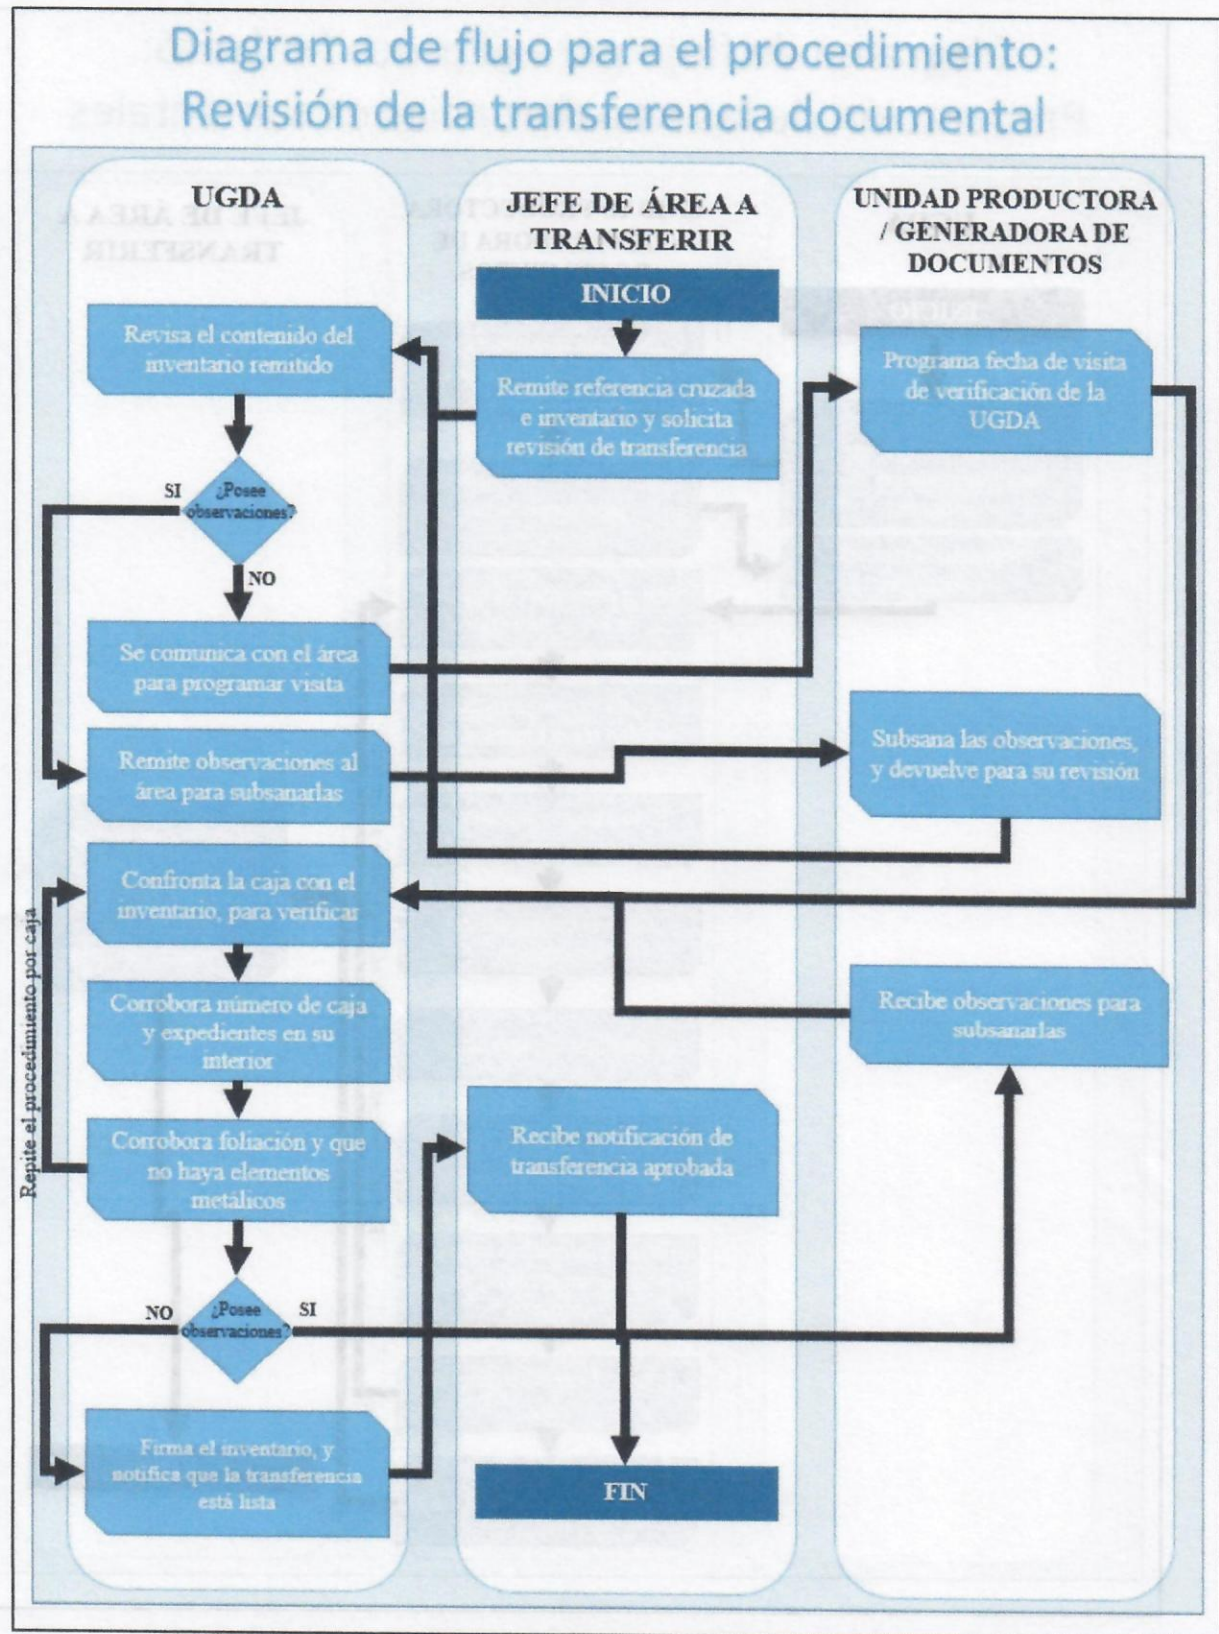 Diagrama de flujo para el procedimiento:
Revisión de la transferencia documental
UGDA
Revisa el contenido del
inventario remitido
¿Posee
observaciones?
SI
NO
Se comunica con el área
para programar visita
Remite observaciones al
área para subsanarlas
Confronta la caja con el
inventario, para verificar
Corrobora número de caja
y expedientes en su
interior
Corrobora foliación y que
no haya elementos
metálicos
Repite el procedimiento por caja
¿Posee
observaciones?
NO
SI
Firma el inventario, y
notifica que la transferencia
está lista
JEFE DE ÁREA A
TRANSFERIR
INICIO
Remite referencia cruzada
e inventario y solicita
revisión de transferencia
Recibe notificación de
transferencia aprobada
FIN
UNIDAD PRODUCTORA
/ GENERADORA DE
DOCUMENTOS
Programa fecha de visita
de verificación de la
UGDA
Subsana las observaciones,
y devuelve para su revisión
Recibe observaciones para
subsanarlas